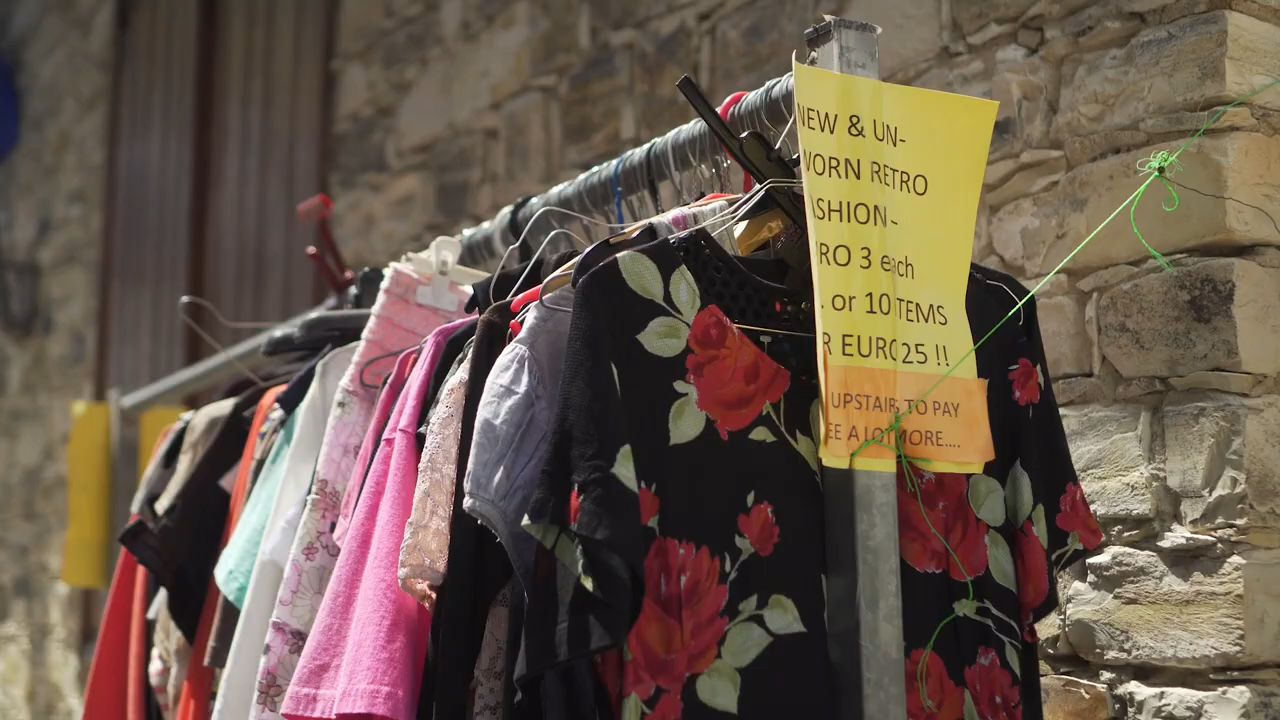 NEW & UN-
WORN RETRO
ASHION-
RO 3 each
. or 10 TEMS
R EURO 25 !!
UPSTAIR TO PAY
EE A LOT MORE....